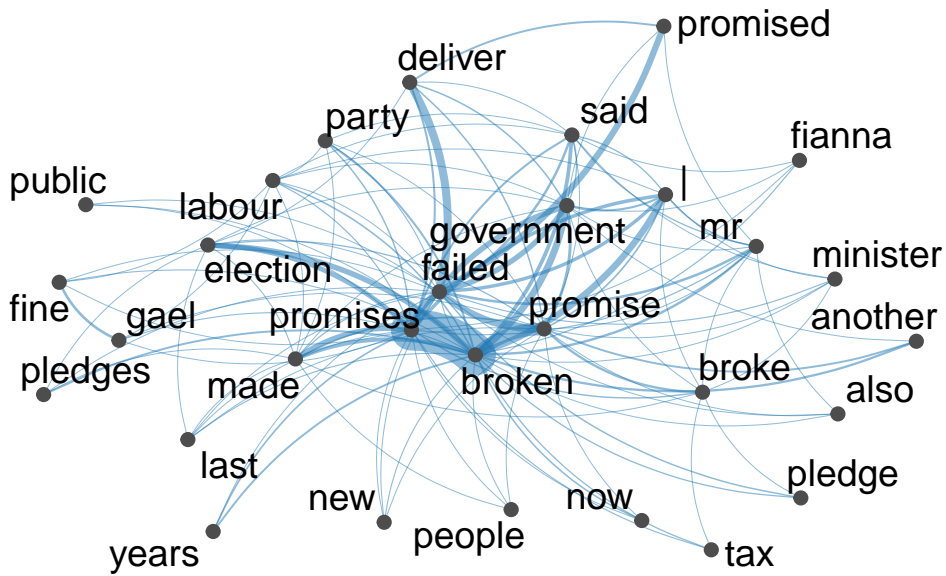 promised
deliver
said
party
fianna
public
|
labour
mr
government
election
failed
minister
fine
gael
promises
promise
another
pledges
made
broken
broke
also
last
pledge
new
now
people
years
tax